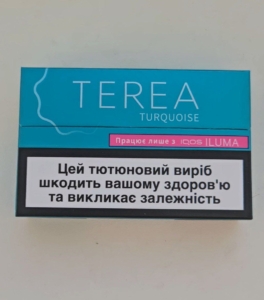 TEREA
TURQUOISE
Працює лише з IQOS ILUMA
Цей тютюновий виріб
шкодить вашому здоров'ю
та викликає залежність